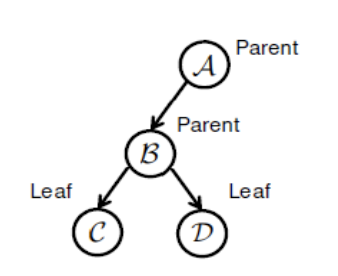 𝒜 Parent
ℬ Parent
Leaf Leaf
𝒞 𝒟